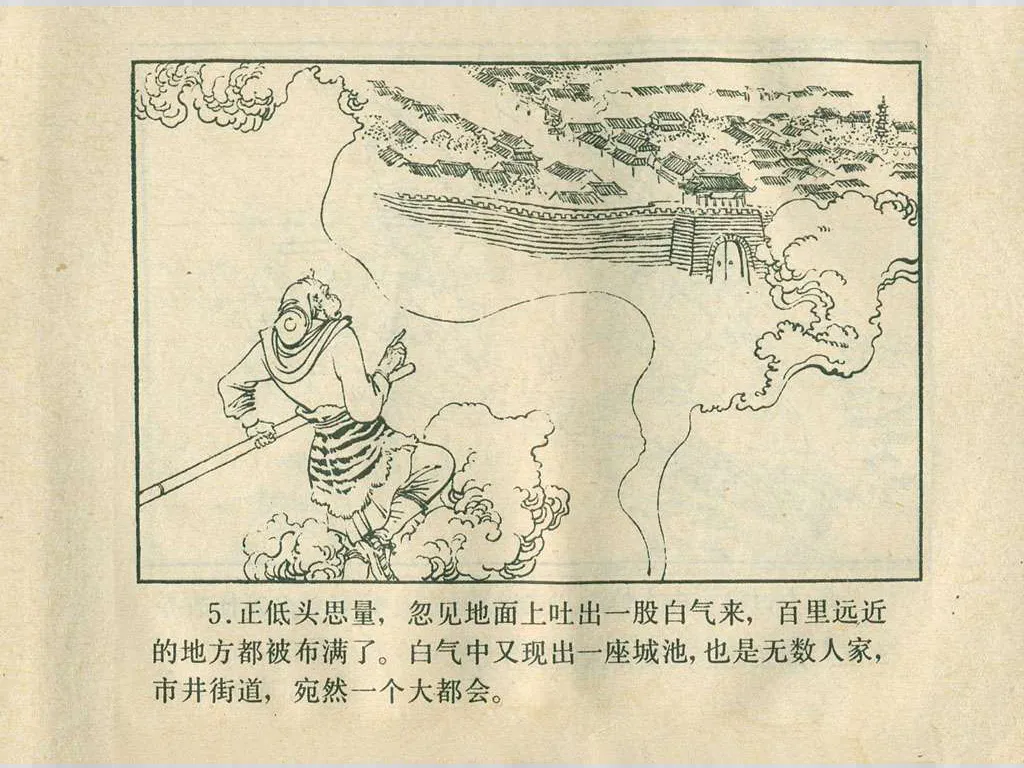 5.正低头思量，忽见地面上吐出一股白气来，百里远近
的地方都被布满了。白气中又现出一座城池，也是无数人家，
市井街道，宛然一个大都会。